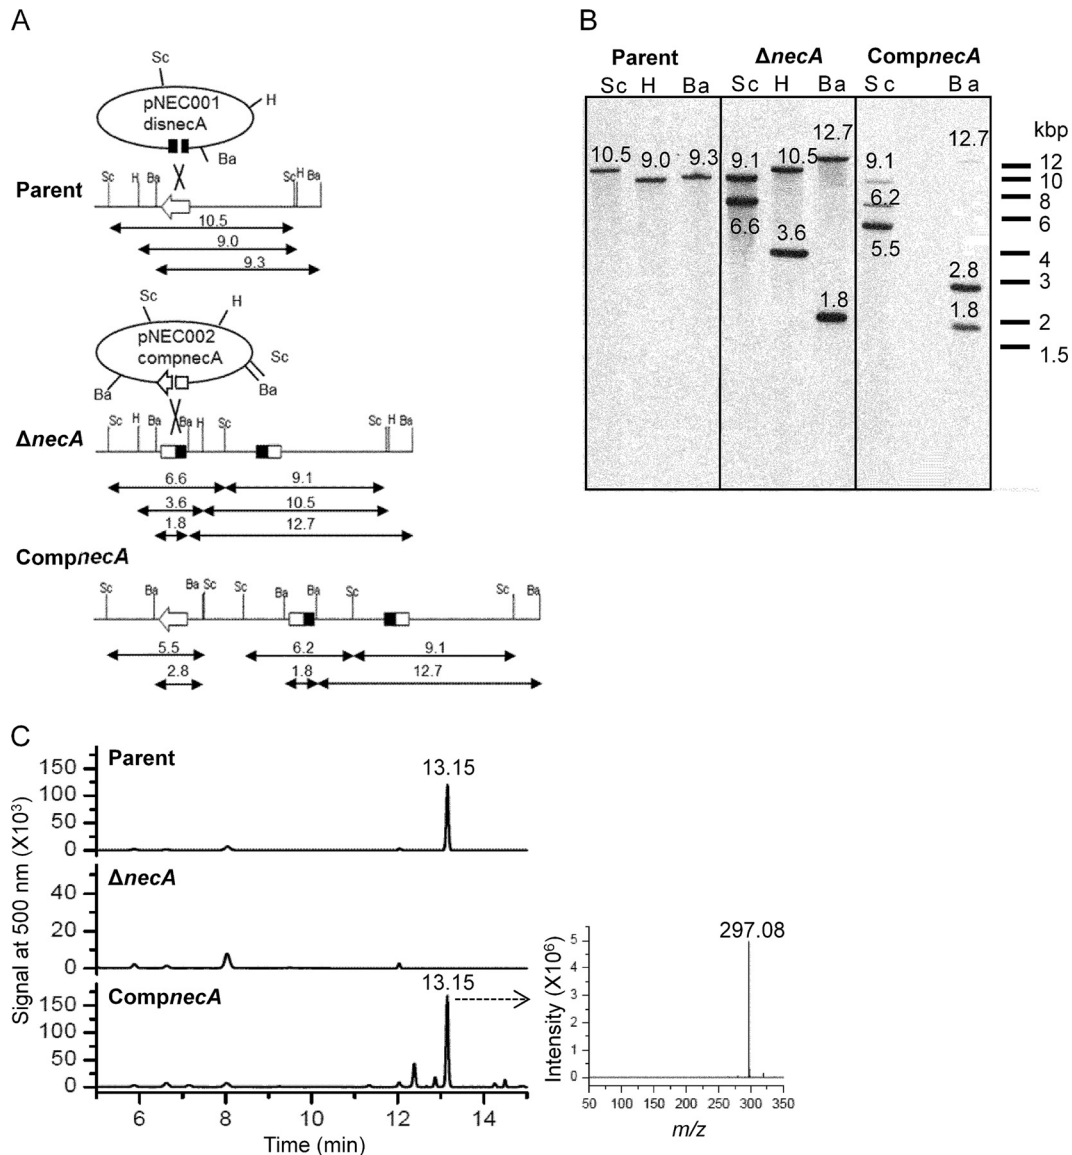 A
Sc
pNEC001
H
disnecA
Ba
Parent
Sc H Ba Sc H Ba
10.5
9.0
9.3
Sc
H
pNEC002
compnecA
Sc
Ba
Ba
ΔnecA
Sc H Ba Ba H Sc Sc H Ba
6.6 9.1
3.6 10.5
1.8 12.7
CompnecA
Sc Ba Ba Sc Sc Ba Ba Sc Sc Ba
5.5 6.2 9.1
2.8 1.8 12.7
B
Parent ΔnecA CompnecA
Sc H Ba Sc H Ba Sc Ba
kbp
10.5 9.0 9.3 9.1 10.5 12.7 9.1 12.7
6.6 3.6 1.8 6.2 5.5 2.8 1.8
12
10
8
6
4
3
2
1.5
C
Signal at 500 nm (X10³)
Parent
13.15
150
100
50
0
ΔnecA
40
20
0
CompnecA
13.15
150
100
50
0
6 8 10 12 14
Time (min)
297.08
Intensity (X10⁶)
5
4
3
2
1
0
50 100 150 200 250 300 350
m/z